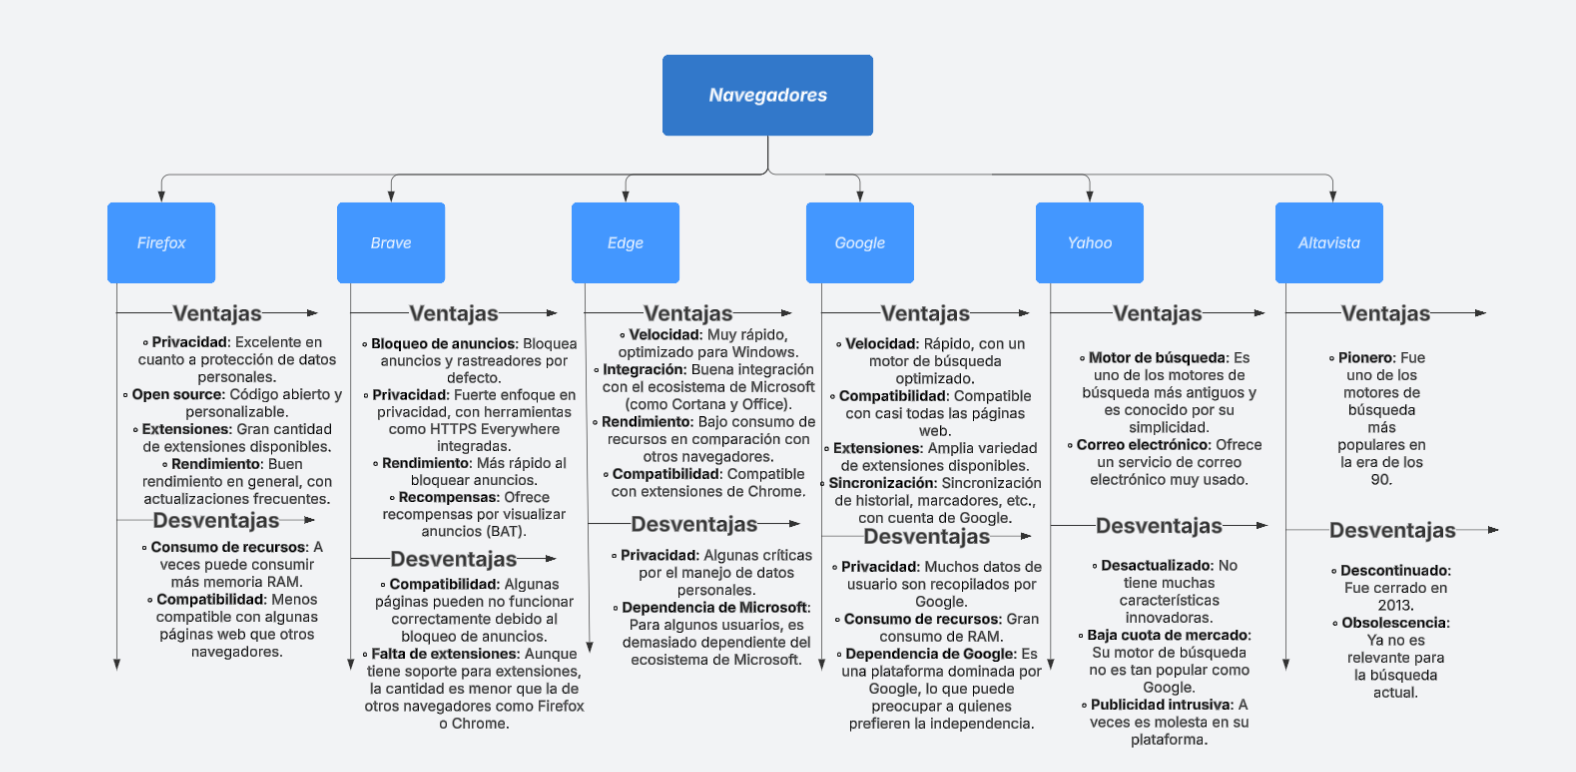 Navegadores
Firefox
Brave
Edge
Google
Yahoo
Altavista
Ventajas
◦ Privacidad: Excelente en
cuanto a protección de datos
personales.
◦ Open source: Código abierto y
personalizable.
◦ Extensiones: Gran cantidad
de extensiones disponibles.
◦ Rendimiento: Buen
rendimiento en general, con
actualizaciones frecuentes.
Desventajas
◦ Consumo de recursos: A
veces puede consumir
más memoria RAM.
◦ Compatibilidad: Menos
compatible con algunas
páginas web que otros
navegadores.
Ventajas
◦ Bloqueo de anuncios: Bloquea
anuncios y rastreadores por
defecto.
◦ Privacidad: Fuerte enfoque en
privacidad, con herramientas
como HTTPS Everywhere
integradas.
◦ Rendimiento: Más rápido al
bloquear anuncios.
◦ Recompensas: Ofrece
recompensas por visualizar
anuncios (BAT).
Desventajas
◦ Compatibilidad: Algunas
páginas pueden no funcionar
correctamente debido al
bloqueo de anuncios.
◦ Falta de extensiones: Aunque
tiene soporte para extensiones,
la cantidad es menor que la de
otros navegadores como Firefox
o Chrome.
Ventajas
◦ Velocidad: Muy rápido,
optimizado para Windows.
◦ Integración: Buena integración
con el ecosistema de Microsoft
(como Cortana y Office).
◦ Rendimiento: Bajo consumo de
recursos en comparación con
otros navegadores.
◦ Compatibilidad: Compatible
con extensiones de Chrome.
Desventajas
◦ Privacidad: Algunas críticas
por el manejo de datos
personales.
◦ Dependencia de Microsoft:
Para algunos usuarios, es
demasiado dependiente del
ecosistema de Microsoft.
Ventajas
◦ Velocidad: Rápido, con un
motor de búsqueda
optimizado.
◦ Compatibilidad: Compatible
con casi todas las páginas
web.
◦ Extensiones: Amplia variedad
de extensiones disponibles.
◦ Sincronización: Sincronización
de historial, marcadores, etc.,
con cuenta de Google.
Desventajas
◦ Privacidad: Muchos datos de
usuario son recopilados por
Google.
◦ Consumo de recursos: Gran
consumo de RAM.
◦ Dependencia de Google: Es
una plataforma dominada por
Google, lo que puede
preocupar a quienes
prefieren la independencia.
Ventajas
◦ Motor de búsqueda: Es
uno de los motores de
búsqueda más antiguos y
es conocido por su
simplicidad.
◦ Correo electrónico: Ofrece
un servicio de correo
electrónico muy usado.
Desventajas
◦ Desactualizado: No
tiene muchas
características
innovadoras.
◦ Baja cuota de mercado:
Su motor de búsqueda
no es tan popular como
Google.
◦ Publicidad intrusiva: A
veces es molesta en su
plataforma.
Ventajas
◦ Pionero: Fue
uno de los
motores de
búsqueda
más
populares en
la era de los
90.
Desventajas
◦ Descontinuado:
Fue cerrado en
2013.
◦ Obsolescencia:
Ya no es
relevante para
la búsqueda
actual.